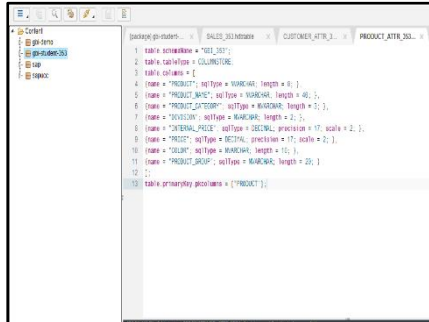 Content
gbi-demo
gbi-student-353
sap
sapucc
(package) gbi-student-...
SALES_353.hdbtable
CUSTOMER_ATTR_3...
PRODUCT_ATTR_353...
1 table.schemaName = "GBI_353";
2 table.tableType = COLUMNSTORE;
3 table.columns = [
4 {name = "PRODUCT"; sqlType = NVARCHAR; length = 8; },
5 {name = "PRODUCT_NAME"; sqlType = NVARCHAR; length = 40; },
6 {name = "PRODUCT_CATEGORY"; sqlType = NVARCHAR; length = 3; },
7 {name = "DIVISION"; sqlType = NVARCHAR; length = 2; },
8 {name = "INTERNAL_PRICE"; sqlType = DECIMAL; precision = 17; scale = 2; },
9 {name = "PRICE"; sqlType = DECIMAL; precision = 17; scale = 2; },
10 {name = "COLOR"; sqlType = NVARCHAR; length = 10; },
11 {name = "PRODUCT_GROUP"; sqlType = NVARCHAR; length = 20; }
12 ];
13 table.primaryKey.pkcolumns = ["PRODUCT"];